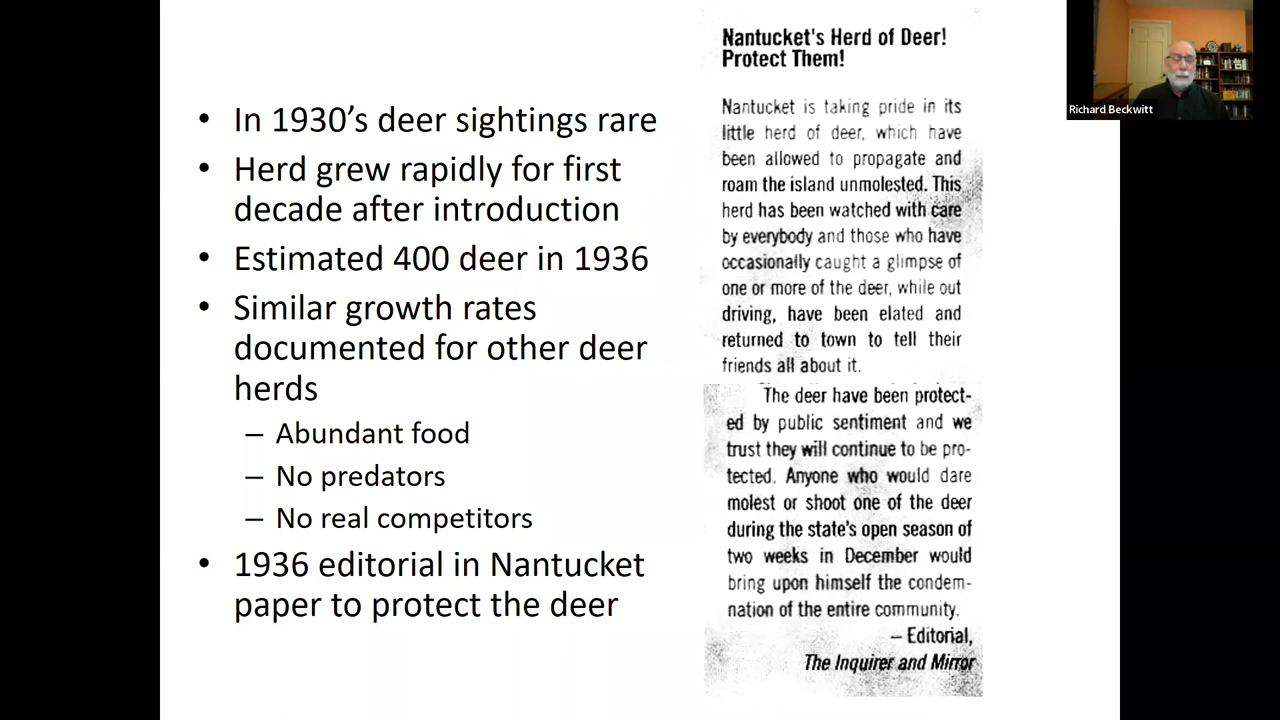 • In 1930’s deer sightings rare
• Herd grew rapidly for first
decade after introduction
• Estimated 400 deer in 1936
• Similar growth rates
documented for other deer
herds
– Abundant food
– No predators
– No real competitors
• 1936 editorial in Nantucket
paper to protect the deer
Nantucket's Herd of Deer!
Protect Them!
Nantucket is taking pride in its
little herd of deer, which have
been allowed to propagate and
roam the island unmolested. This
herd has been watched with care
by everybody and those who have
occasionally caught a glimpse of
one or more of the deer, while out
driving, have been elated and
returned to town to tell their
friends all about it.
The deer have been protect-
ed by public sentiment and we
trust they will continue to be pro-
tected. Anyone who would dare
molest or shoot one of the deer
during the state's open season of
two weeks in December would
bring upon himself the condem-
nation of the entire community.
– Editorial,
The Inquirer and Mirror
Richard Beckwitt